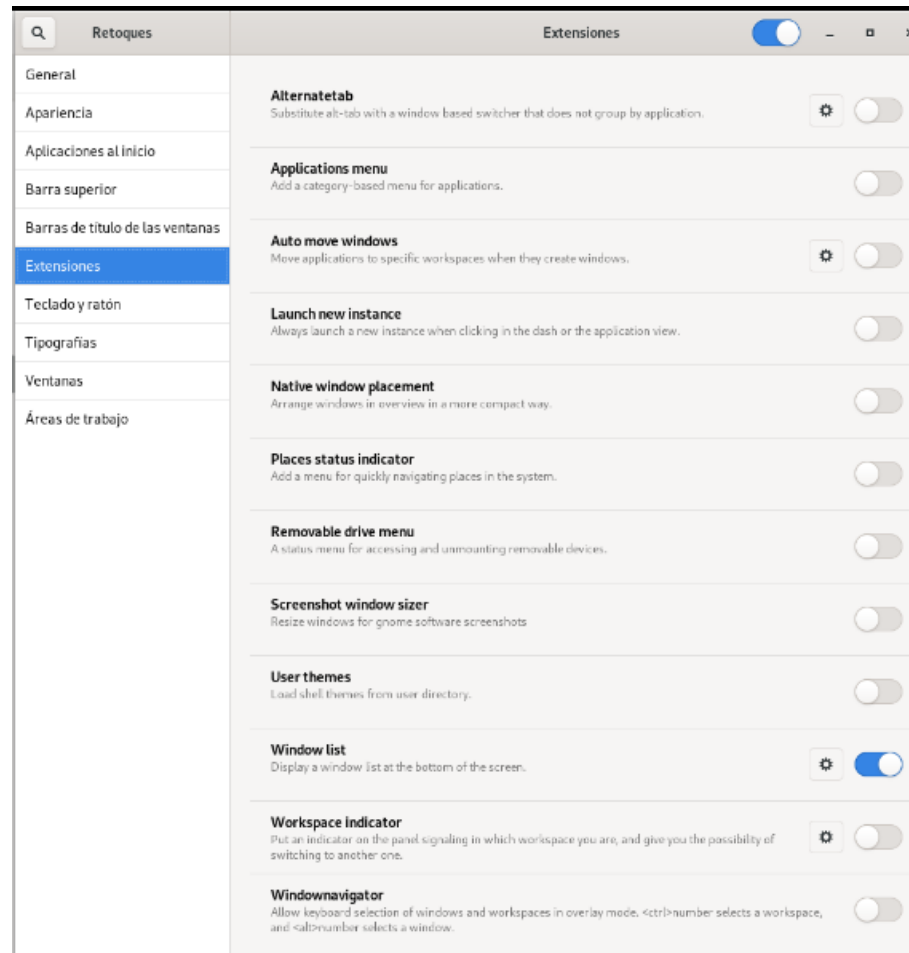 Retoques
Extensiones
General
Apariencia
Aplicaciones al inicio
Barra superior
Barras de título de las ventanas
Extensiones
Teclado y ratón
Tipografías
Ventanas
Áreas de trabajo
Alternatetab
Substitute alt-tab with a window based switcher that does not group by application.
Applications menu
Add a category-based menu for applications.
Auto move windows
Move applications to specific workspaces when they create windows.
Launch new instance
Always launch a new instance when clicking in the dash or the application view.
Native window placement
Arrange windows in overview in a more compact way.
Places status indicator
Add a menu for quickly navigating places in the system.
Removable drive menu
A status menu for accessing and unmounting removable devices.
Screenshot window sizer
Resize windows for gnome software screenshots
User themes
Load shell themes from user directory.
Window list
Display a window list at the bottom of the screen.
Workspace indicator
Put an indicator on the panel signaling in which workspace you are, and give you the possibility of
switching to another one.
Windownavigator
Allow keyboard selection of windows and workspaces in overlay mode. <ctrl>number selects a workspace,
and <alt>number selects a window.